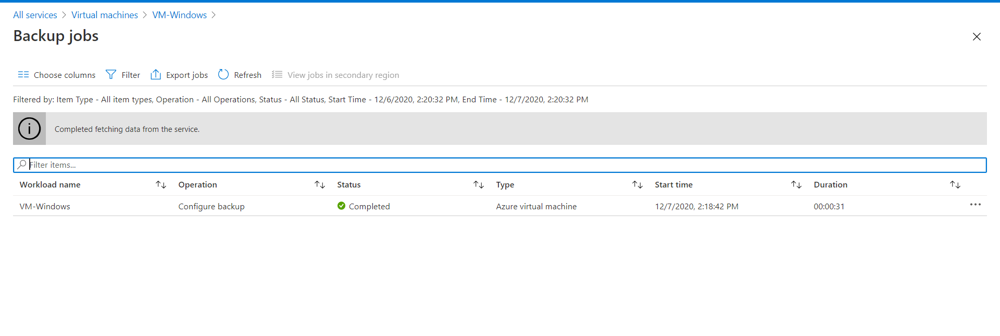 All services > Virtual machines > VM-Windows >
Backup jobs
Choose columns Filter Export jobs Refresh View jobs in secondary region
Filtered by: Item Type - All item types, Operation - All Operations, Status - All Status, Start Time - 12/6/2020, 2:20:32 PM, End Time - 12/7/2020, 2:20:32 PM
Completed fetching data from the service.
Filter items...
Workload name Operation Status Type Start time Duration
VM-Windows Configure backup Completed Azure virtual machine 12/7/2020, 2:18:42 PM 00:00:31